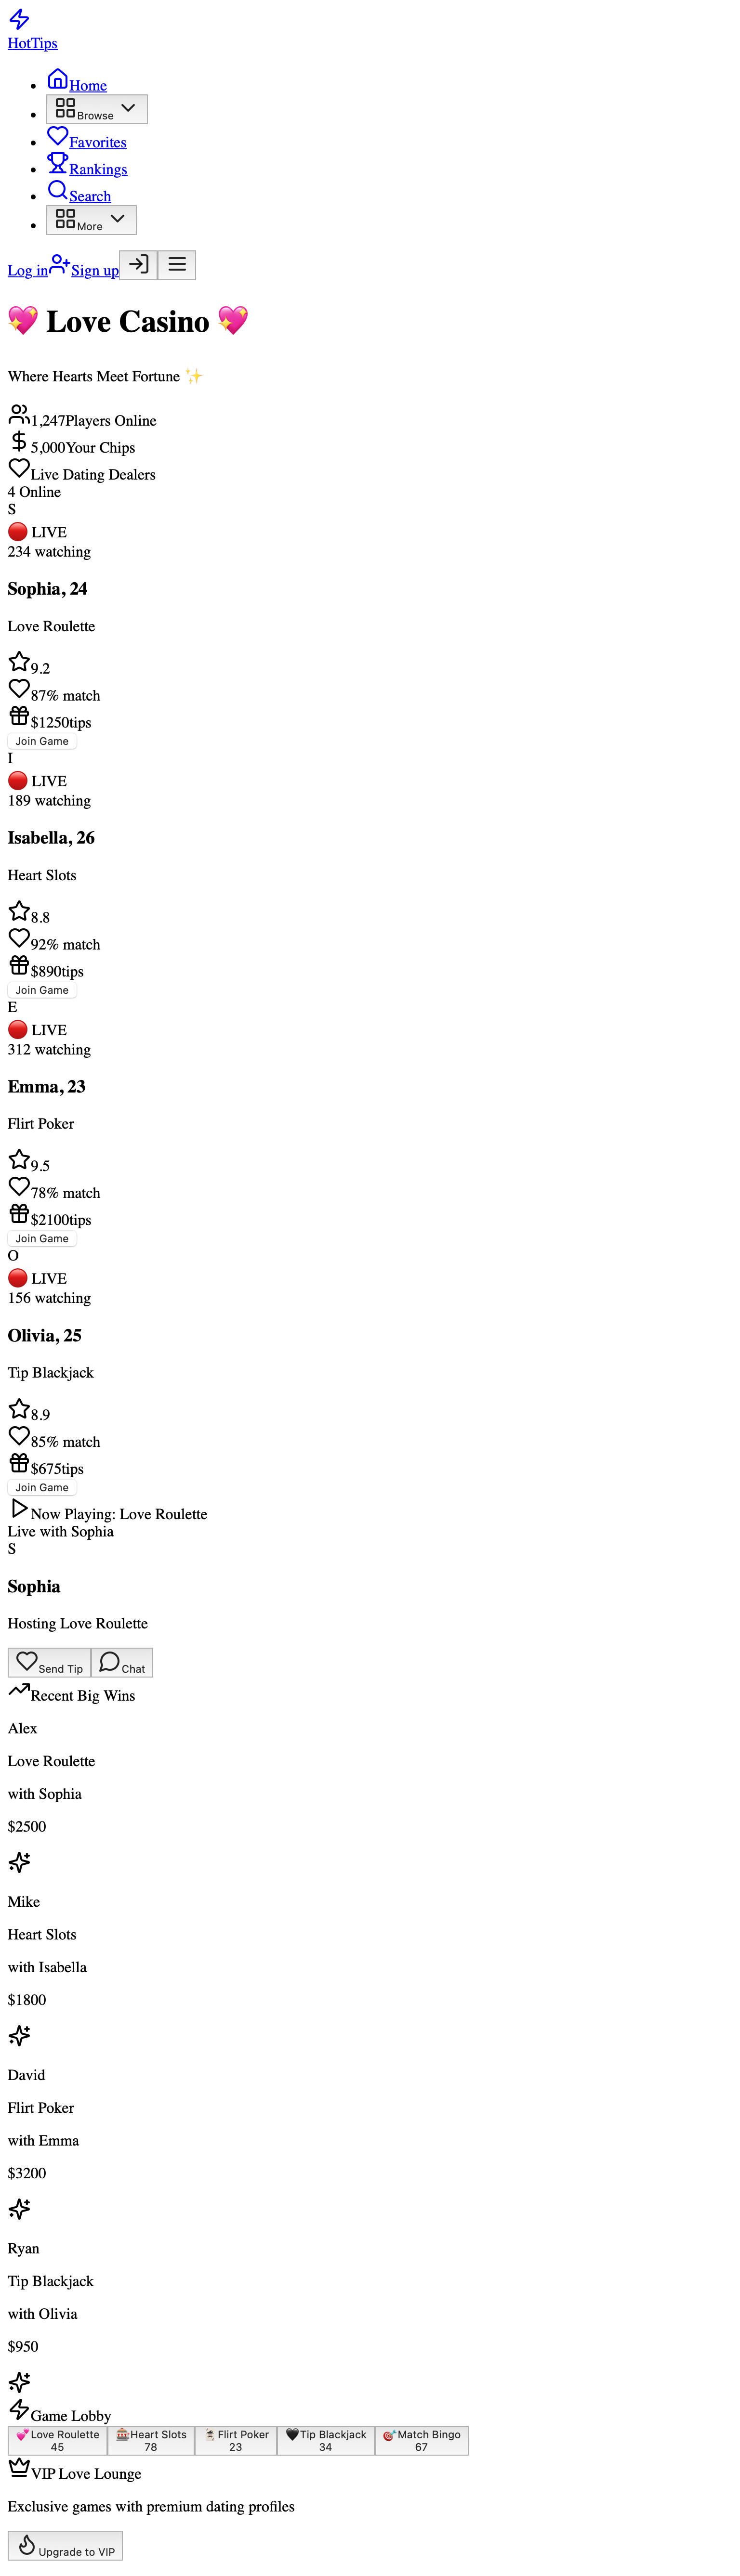 HotTips
Home
Browse
Favorites
Rankings
Search
More
Log in Sign up
💖 Love Casino 💖
Where Hearts Meet Fortune ✨
1,247Players Online
5,000Your Chips
Live Dating Dealers
4 Online
S
🔴 LIVE
234 watching
Sophia, 24
Love Roulette
9.2
87% match
$1250tips
Join Game
I
🔴 LIVE
189 watching
Isabella, 26
Heart Slots
8.8
92% match
$890tips
Join Game
E
🔴 LIVE
312 watching
Emma, 23
Flirt Poker
9.5
78% match
$2100tips
Join Game
O
🔴 LIVE
156 watching
Olivia, 25
Tip Blackjack
8.9
85% match
$675tips
Join Game
Now Playing: Love Roulette
Live with Sophia
S
Sophia
Hosting Love Roulette
Send Tip Chat
Recent Big Wins
Alex
Love Roulette
with Sophia
$2500
Mike
Heart Slots
with Isabella
$1800
David
Flirt Poker
with Emma
$3200
Ryan
Tip Blackjack
with Olivia
$950
Game Lobby
💕Love Roulette 🎰Heart Slots 🃏Flirt Poker 🖤Tip Blackjack 🎯Match Bingo
45 78 23 34 67
VIP Love Lounge
Exclusive games with premium dating profiles
Upgrade to VIP